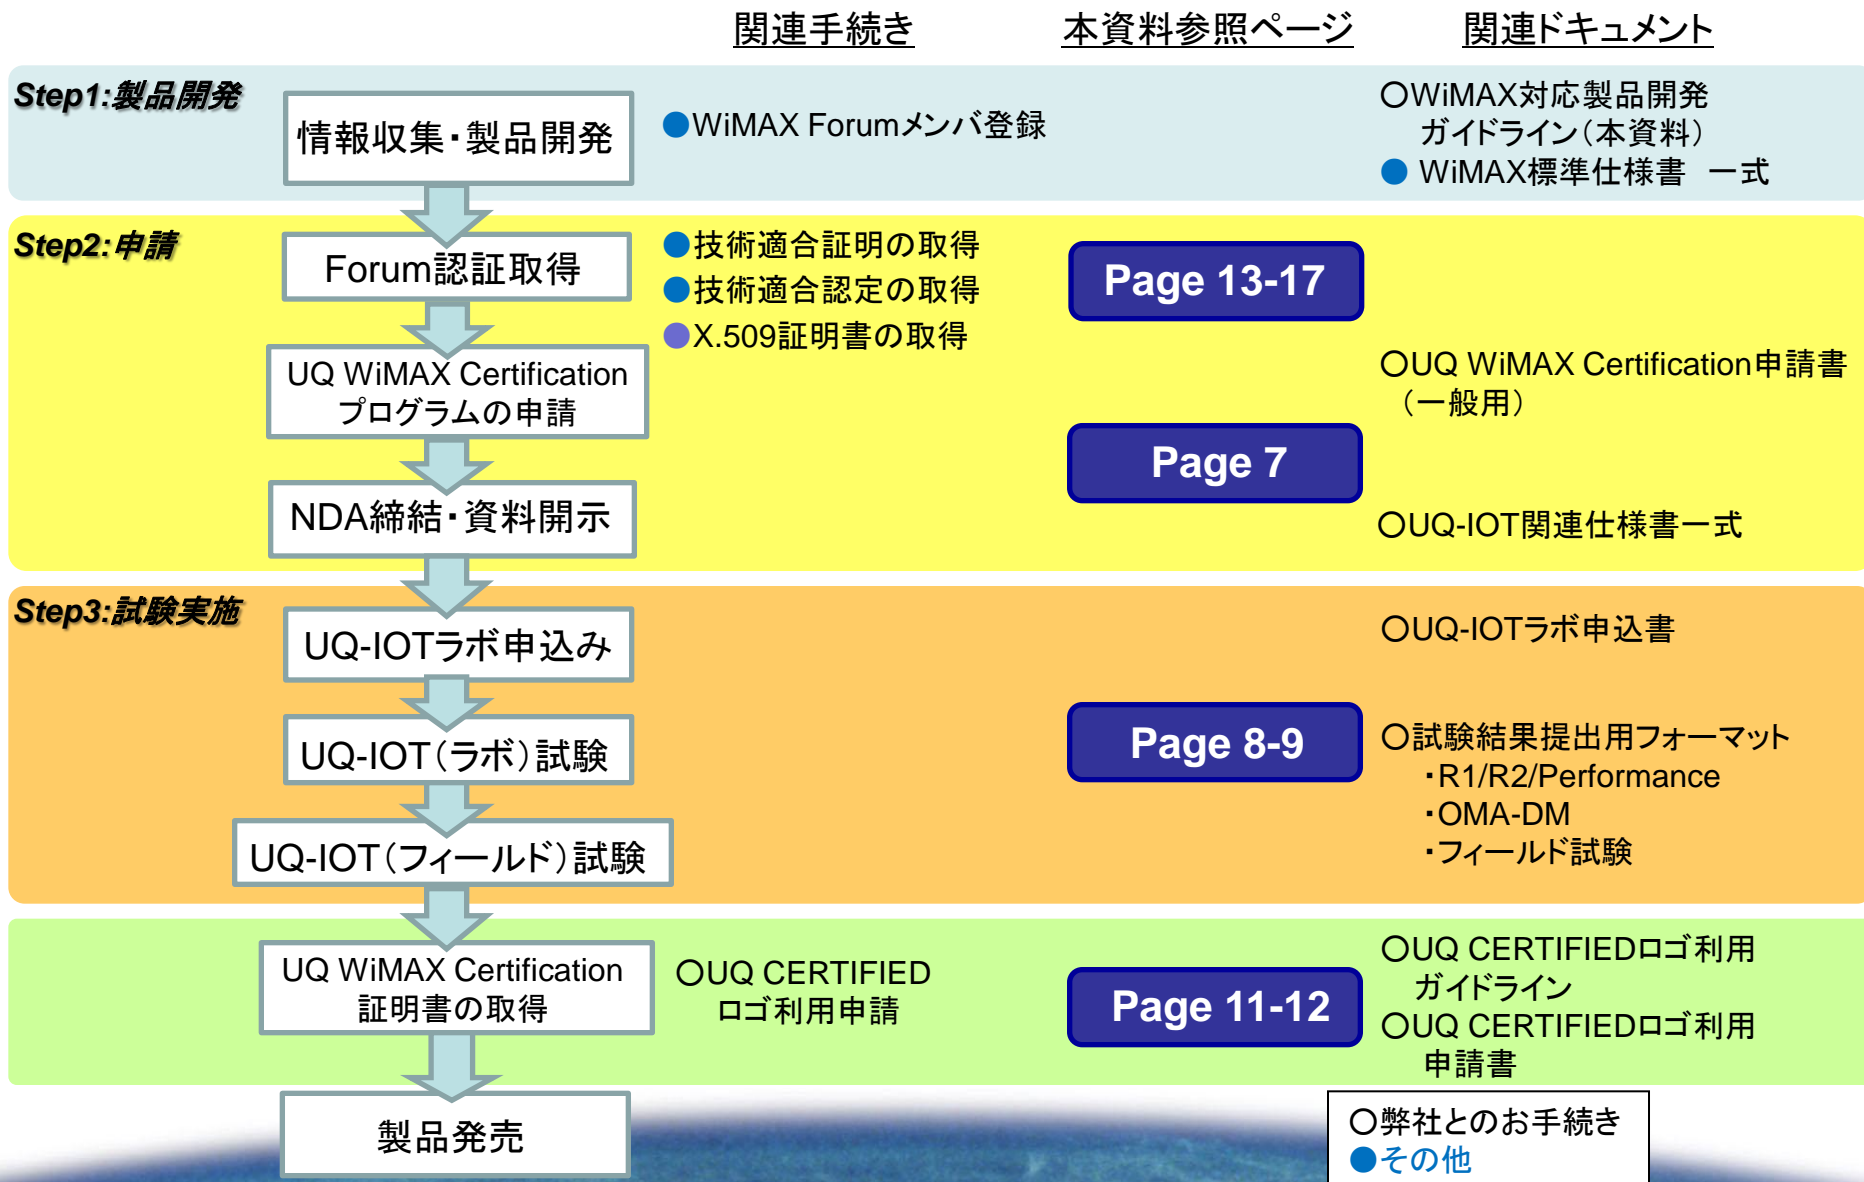 関連手続き
本資料参照ページ
関連ドキュメント
Step1:製品開発
情報収集・製品開発
●WiMAX Forumメンバ登録
○WiMAX対応製品開発
ガイドライン（本資料）
● WiMAX標準仕様書　一式
Step2:申請
Forum認証取得
●技術適合証明の取得
●技術適合認定の取得
●X.509証明書の取得
Page 13-17
UQ WiMAX Certification
プログラムの申請
○UQ WiMAX Certification申請書
（一般用）
Page 7
NDA締結・資料開示
○UQ-IOT関連仕様書一式
Step3:試験実施
UQ-IOTラボ申込み
○UQ-IOTラボ申込書
UQ-IOT（ラボ）試験
Page 8-9
○試験結果提出用フォーマット
・R1/R2/Performance
・OMA-DM
・フィールド試験
UQ-IOT（フィールド）試験
UQ WiMAX Certification
証明書の取得
○UQ CERTIFIED
ロゴ利用申請
Page 11-12
○UQ CERTIFIEDロゴ利用
ガイドライン
○UQ CERTIFIEDロゴ利用
申請書
製品発売
○弊社とのお手続き
●その他